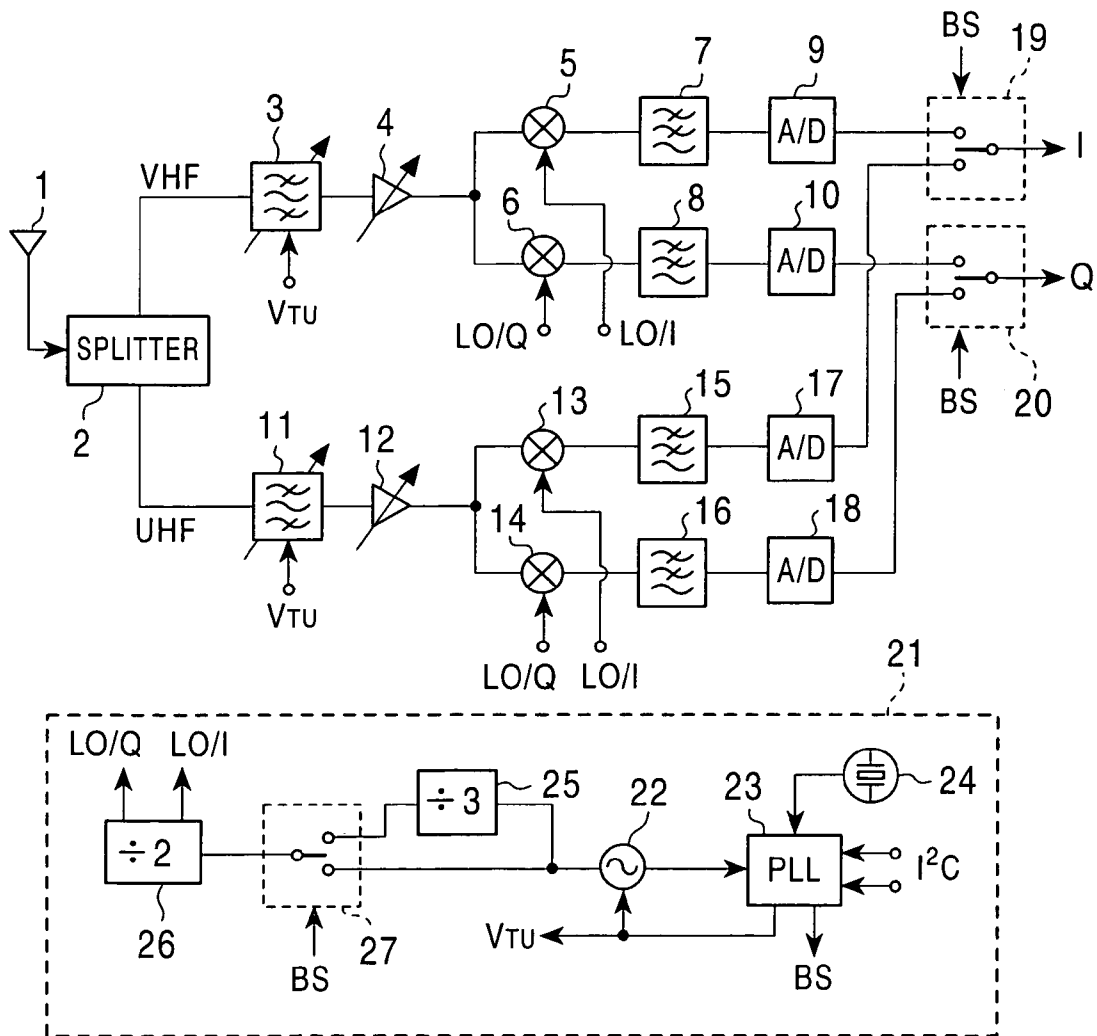 BS
19
5
7
9
A/D
I
3
4
VHF
1
6
8
10
A/D
Q
VTU
LO/Q
LO/I
SPLITTER
2
BS
20
13
15
17
A/D
11
12
UHF
14
16
18
A/D
VTU
LO/Q
LO/I
21
LO/Q
LO/I
÷3
25
22
23
24
÷2
PLL
I²C
26
27
VTU
BS
BS